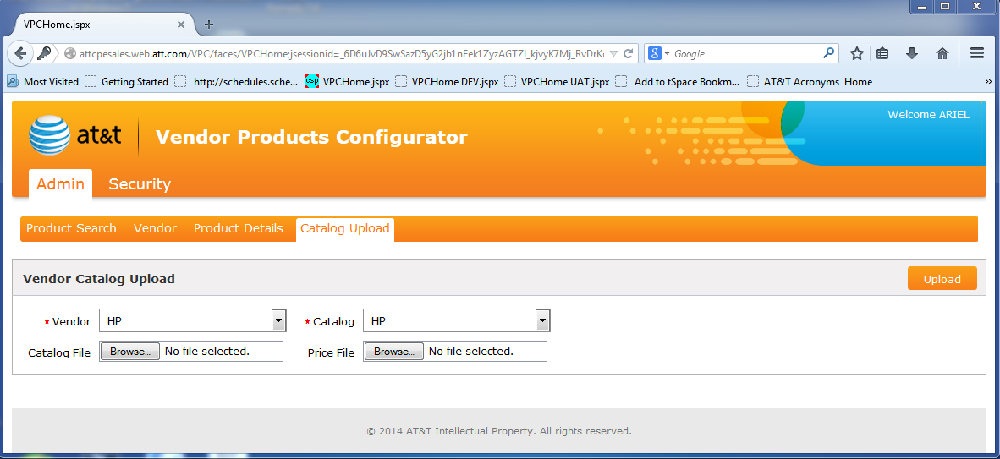 VPCHome.jspx
attcpesales.web.att.com/VPC/faces/VPCHome;jsessionid=_6D6uJvD9SwSazD5yG2jb1nFek1ZyzAGTZI_kjvyK7Mj_RvDrK
Google
Most Visited Getting Started http://schedules.sche... csp VPCHome.jspx VPCHome DEV.jspx VPCHome UAT.jspx Add to tSpace Bookm... AT&T Acronyms Home »
at&t Vendor Products Configurator Welcome ARIEL
Admin Security
Product Search Vendor Product Details Catalog Upload
Vendor Catalog Upload Upload
* Vendor HP * Catalog HP
Catalog File Browse... No file selected. Price File Browse... No file selected.
© 2014 AT&T Intellectual Property. All rights reserved.